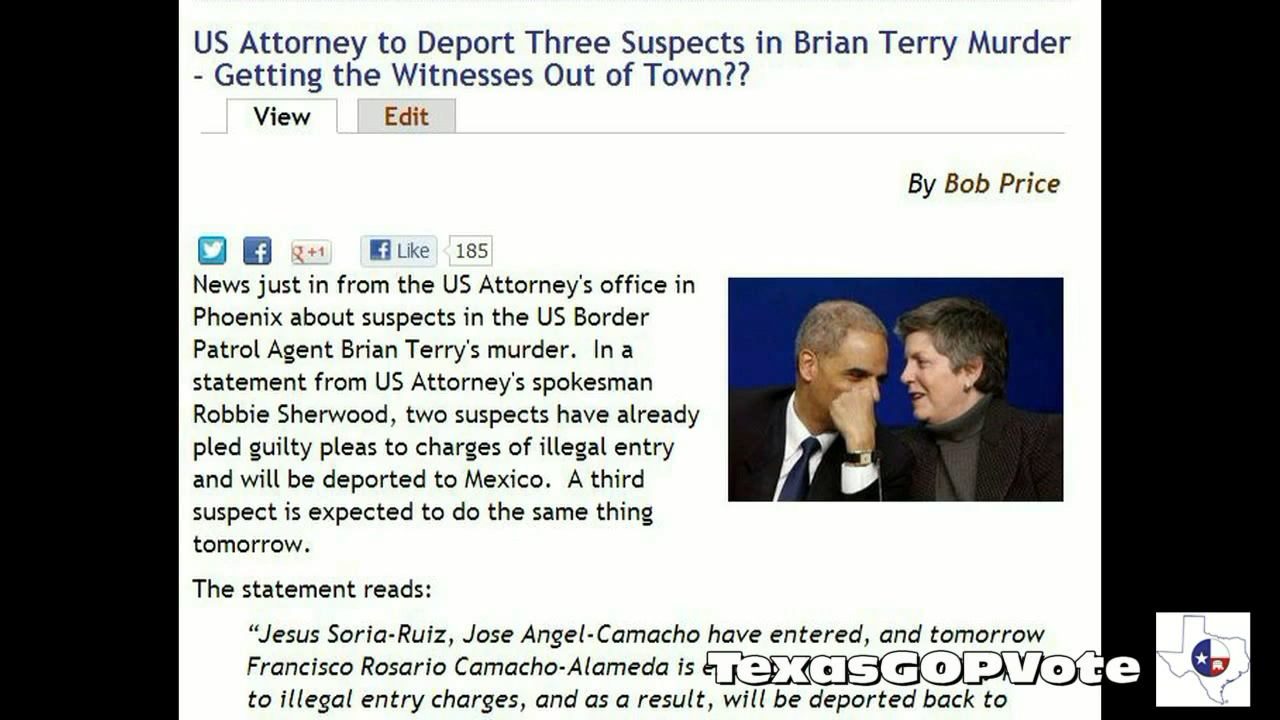 US Attorney to Deport Three Suspects in Brian Terry Murder
- Getting the Witnesses Out of Town??
View Edit
By Bob Price
g +1 Like 185
News just in from the US Attorney's office in
Phoenix about suspects in the US Border
Patrol Agent Brian Terry's murder. In a
statement from US Attorney's spokesman
Robbie Sherwood, two suspects have already
pled guilty pleas to charges of illegal entry
and will be deported to Mexico. A third
suspect is expected to do the same thing
tomorrow.
The statement reads:
“Jesus Soria-Ruiz, Jose Angel-Camacho have entered, and tomorrow
Francisco Rosario Camacho-Alameda is
TexasGOPVote
to illegal entry charges, and as a result, will be deported back to